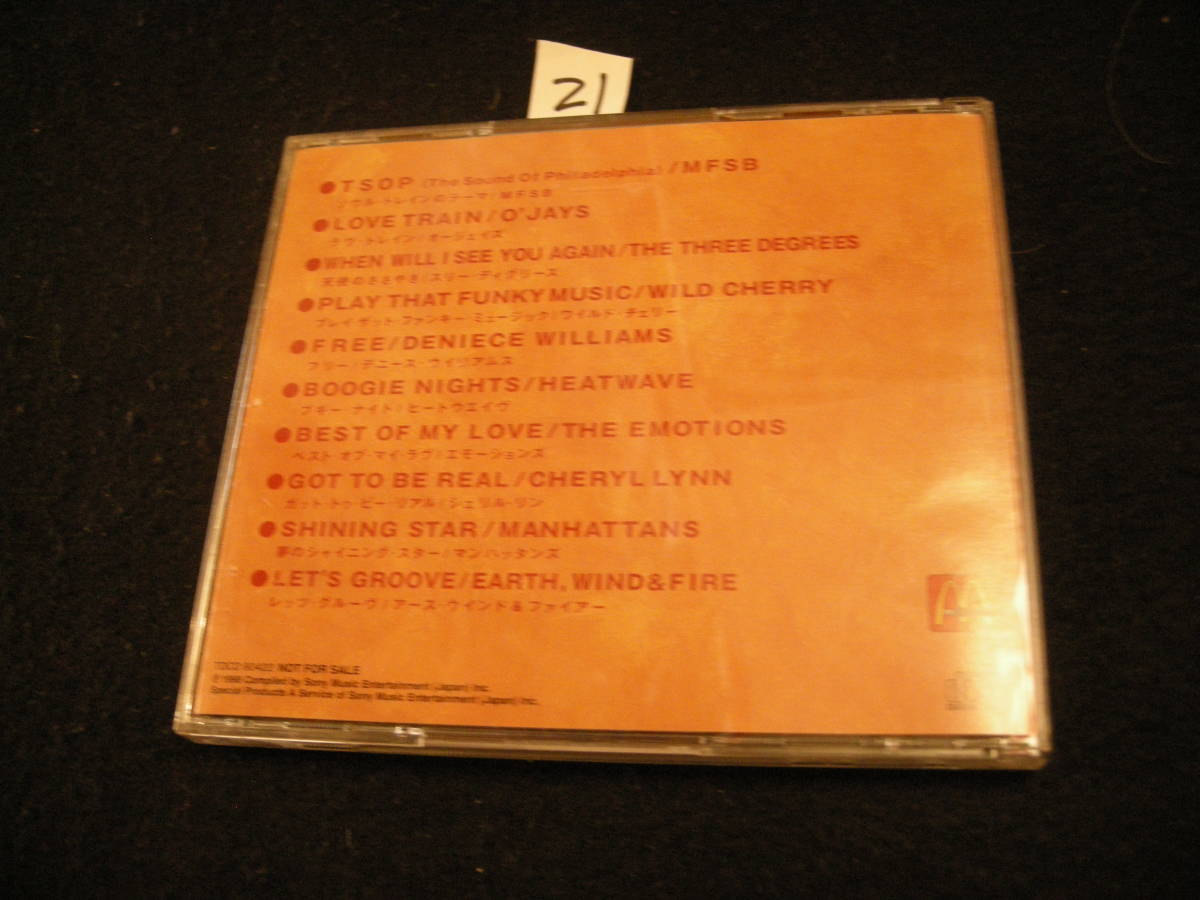 21
●TSOP (The Sound Of Philadelphia)/MFSB
ソウル・トレインのテーマ/MFSB
●LOVE TRAIN/O'JAYS
ラヴ・トレイン/オージェイズ
●WHEN WILL I SEE YOU AGAIN/THE THREE DEGREES
天使のささやき/スリー・ディグリーズ
●PLAY THAT FUNKY MUSIC/WILD CHERRY
プレイ・ザット・ファンキー・ミュージック/ワイルド・チェリー
●FREE/DENIECE WILLIAMS
フリー/デニース・ウイリアムス
●BOOGIE NIGHTS/HEATWAVE
ブギー・ナイト/ヒートウエイヴ
●BEST OF MY LOVE/THE EMOTIONS
ベスト・オブ・マイ・ラヴ/エモーションズ
●GOT TO BE REAL/CHERYL LYNN
ガット・トゥ・ビー・リアル/シェリル・リン
●SHINING STAR/MANHATTANS
夢のシャイニング・スター/マンハッタンズ
●LET'S GROOVE/EARTH, WIND&FIRE
レッツ・グルーヴ/アース・ウインド&ファイアー
NOT FOR SALE
Compiled by Sony Music Entertainment (Japan) Inc.
Special Products A Service of Sony Music Entertainment (Japan) Inc.